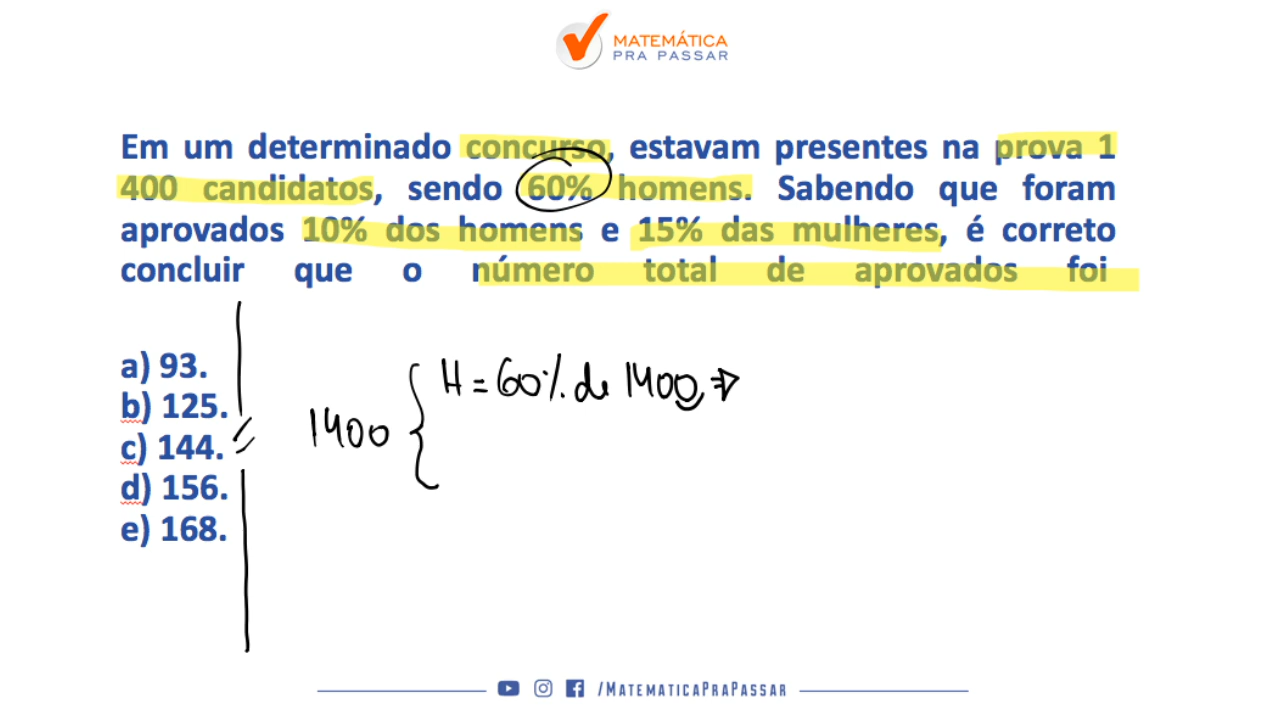 MATEMÁTICA
PRA PASSAR
Em um determinado concurso, estavam presentes na prova 1
400 candidatos, sendo 60% homens. Sabendo que foram
aprovados 10% dos homens e 15% das mulheres, é correto
concluir que o número total de aprovados foi
a) 93.
b) 125.
c) 144.
d) 156.
e) 168.
H = 60% de 1400 ⇒
1400
/MATEMATICAPRAPASSAR